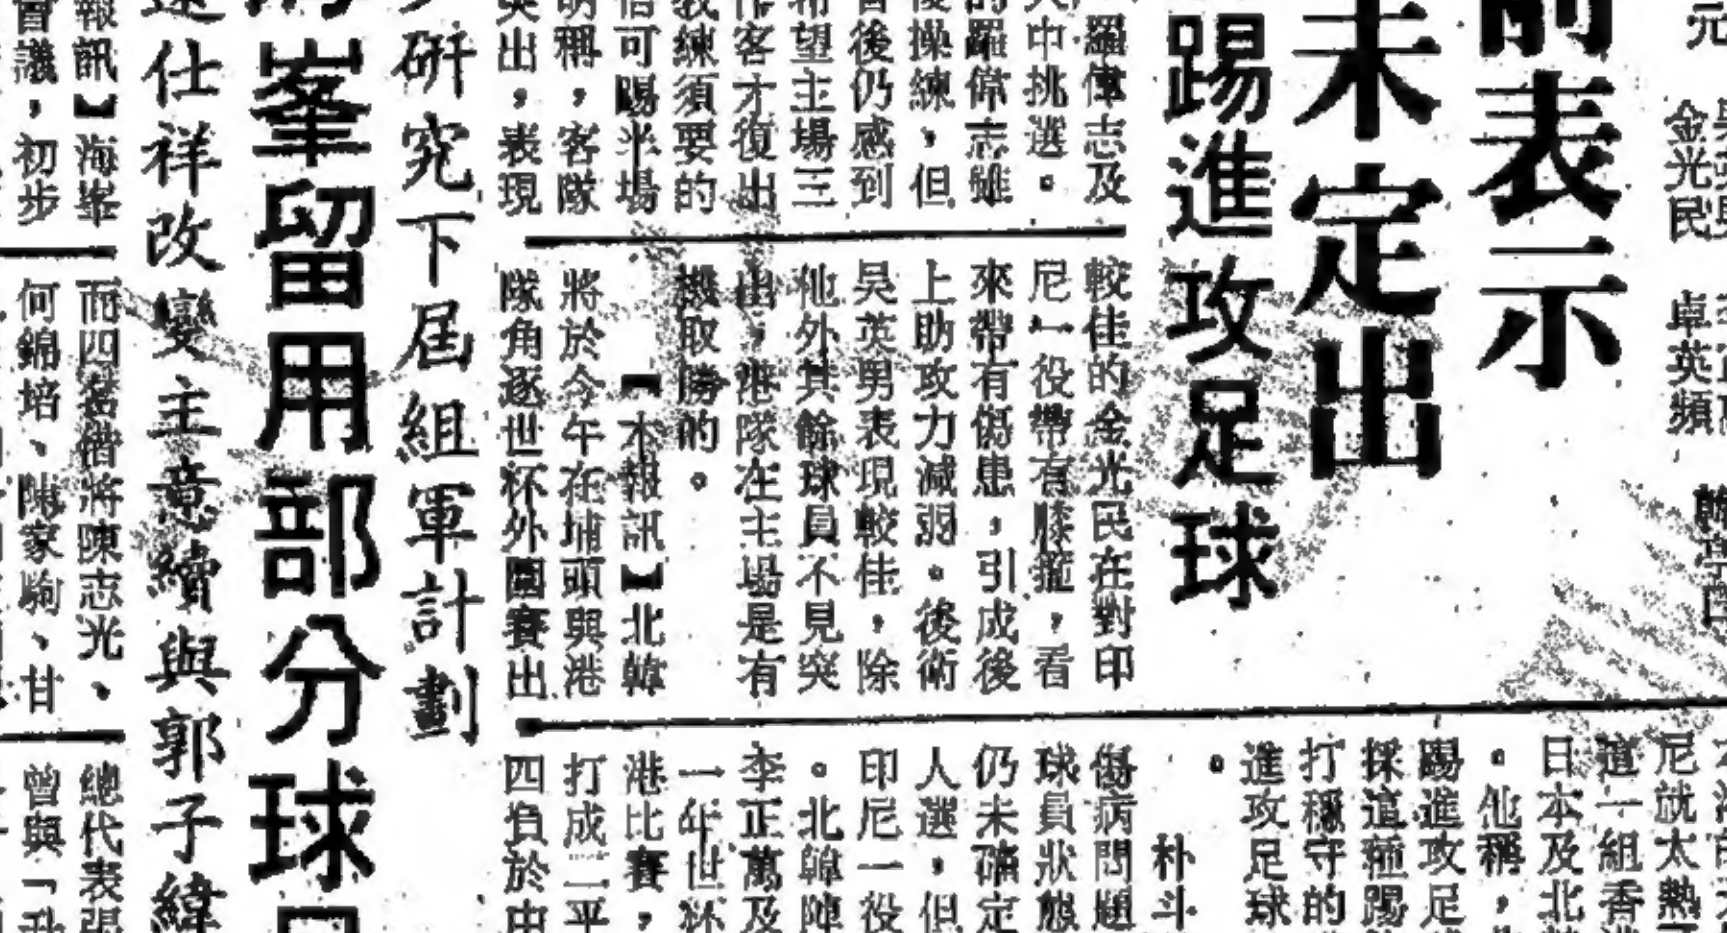 元　金光民　卓英頻
前表示
未定出
踢進攻足球
羅偉志及
中挑選。
的羅偉志雖
後操練，但
後仍感到
希望主場三
作客才復出
教練須要的
信可踢半場
明稱，客隊
突出，表現
較佳的金光民在對印
尼一役帶有膝擦，看
來帶有傷患，引成後
上助攻力減弱。後衛
吳英男表現較佳，除
他外其餘球員不見突
出，港隊在主場是有
機取勝的。
【本報訊】北韓
將於今午在埔頭與港
隊角逐世杯外圍賽出
尼就太熱
這一組香港
日本及北
。他稱，
踢進攻足
採這種踢
打穩守的
進攻足球
。
朴斗
傷病問題
球員狀態
仍未確定
人選，但
印尼一役
。北韓陣
李正萬及
一年世杯
港比賽，
打成二平
四負於中
研究下屆組軍計劃
峯留用部分球員
仕祥改變主意續與郭子緯
報訊】海峯
會議，初步
而四名借將陳志光、
何錦培、陳家駒、甘
總代表張
曾與「升